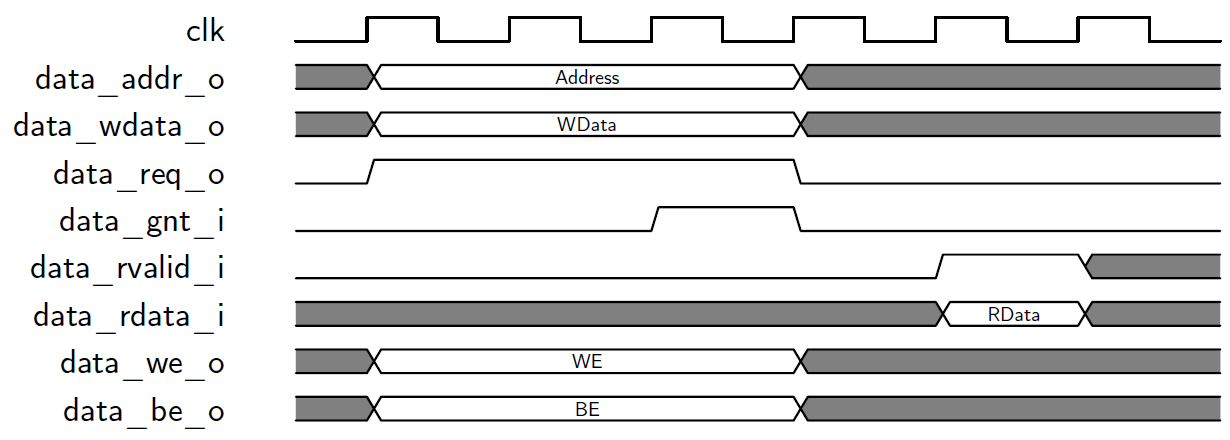 clk
data_addr_o Address
data_wdata_o WData
data_req_o
data_gnt_i
data_rvalid_i
data_rdata_i RData
data_we_o WE
data_be_o BE